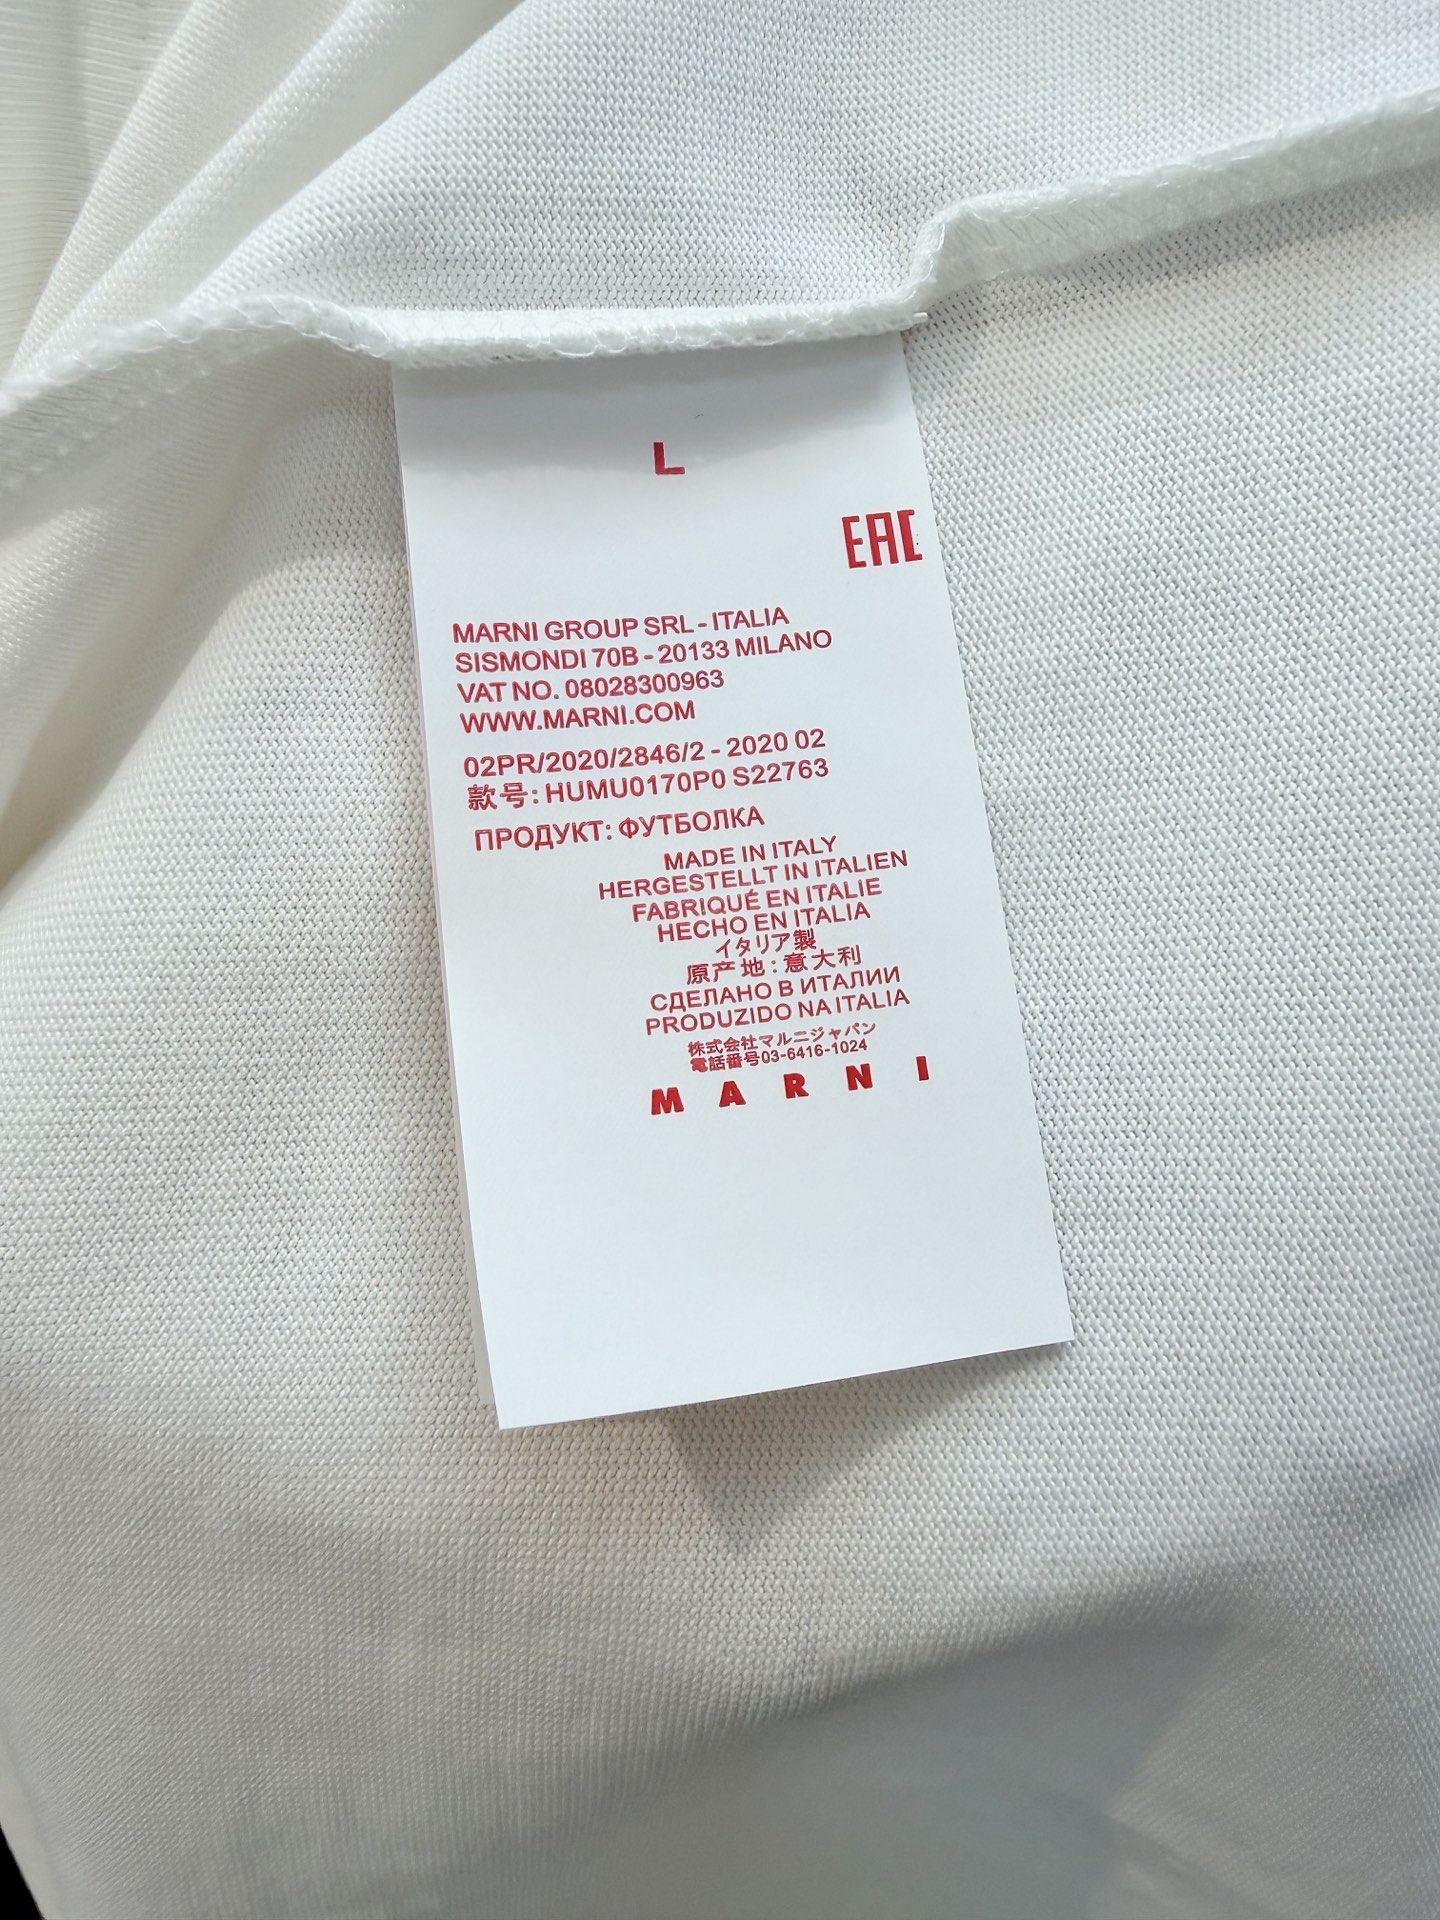 L
EAC
MARNI GROUP SRL - ITALIA
SISMONDI 70B - 20133 MILANO
VAT NO. 08028300963
WWW.MARNI.COM
02PR/2020/2846/2 - 2020 02
款号: HUMU0170P0 S22763
ПРОДУКТ: ФУТБОЛКА
MADE IN ITALY
HERGESTELLT IN ITALIEN
FABRIQUÉ EN ITALIE
HECHO EN ITALIA
イタリア製
原产地: 意大利
СДЕЛАНО В ИТАЛИИ
PRODUZIDO NA ITALIA
株式会社マルニジャパン
電話番号03-6416-1024
MARNI